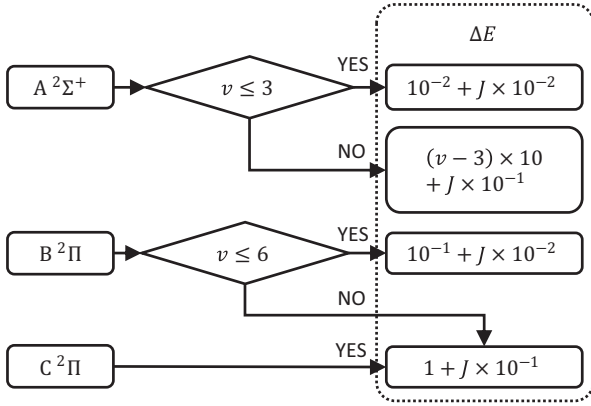 ΔE
A ²Σ⁺
v ≤ 3
YES
10⁻² + J × 10⁻²
NO
(v − 3) × 10
+ J × 10⁻¹
B ²Π
v ≤ 6
YES
10⁻¹ + J × 10⁻²
NO
C ²Π
YES
1 + J × 10⁻¹